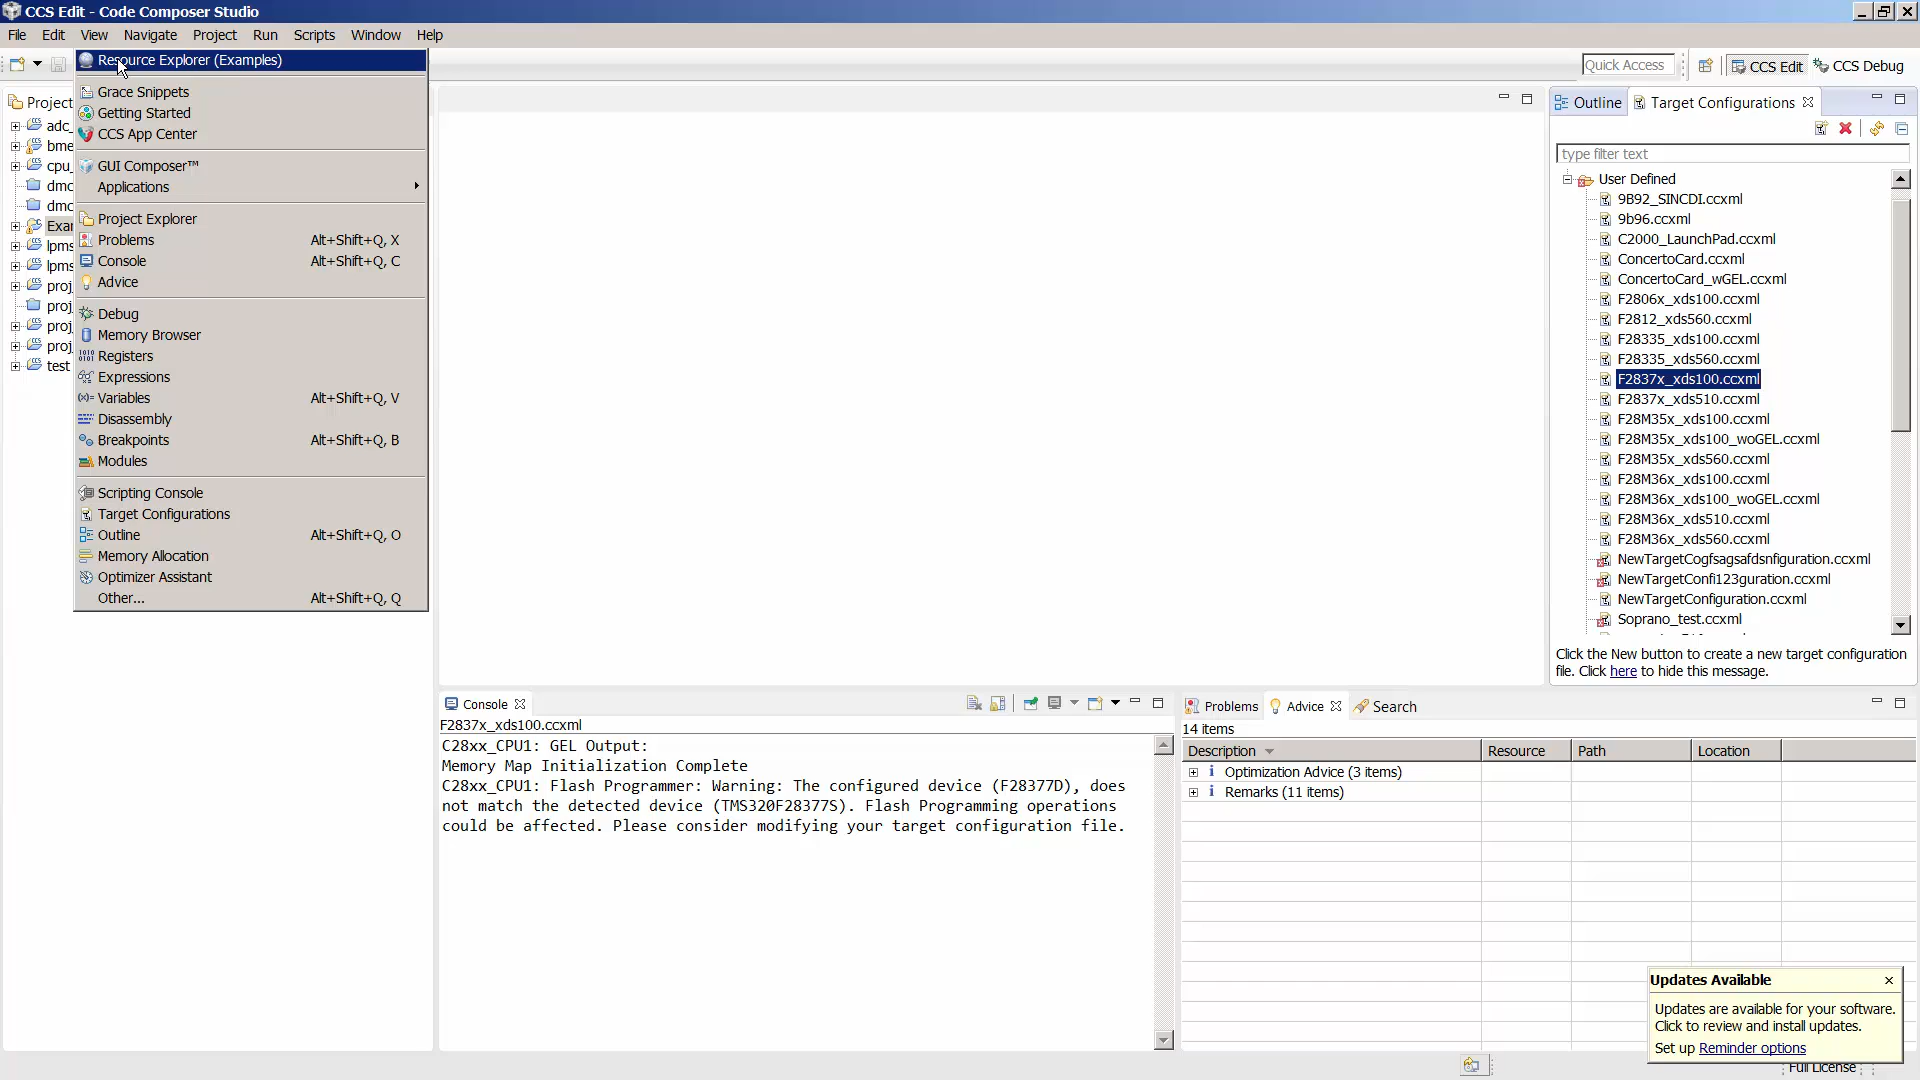 CCS Edit - Code Composer Studio
File Edit View Navigate Project Run Scripts Window Help
Resource Explorer (Examples)
Grace Snippets
Getting Started
CCS App Center
GUI Composer™
Applications
Project Explorer
Problems Alt+Shift+Q, X
Console Alt+Shift+Q, C
Advice
Debug
Memory Browser
Registers
Expressions
Variables Alt+Shift+Q, V
Disassembly
Breakpoints Alt+Shift+Q, B
Modules
Scripting Console
Target Configurations
Outline Alt+Shift+Q, O
Memory Allocation
Optimizer Assistant
Other... Alt+Shift+Q, Q
Project
adc_
bme
cpu_
dmc
dmc
Exar
lpms
lpms
proj
proj
proj
proj
test
Quick Access
CCS Edit
CCS Debug
Outline
Target Configurations
type filter text
User Defined
9B92_SINCDI.ccxml
9b96.ccxml
C2000_LaunchPad.ccxml
ConcertoCard.ccxml
ConcertoCard_wGEL.ccxml
F2806x_xds100.ccxml
F2812_xds560.ccxml
F28335_xds100.ccxml
F28335_xds560.ccxml
F2837x_xds100.ccxml
F2837x_xds510.ccxml
F28M35x_xds100.ccxml
F28M35x_xds100_woGEL.ccxml
F28M35x_xds560.ccxml
F28M36x_xds100.ccxml
F28M36x_xds100_woGEL.ccxml
F28M36x_xds510.ccxml
F28M36x_xds560.ccxml
NewTargetCogfsagsafdsnfiguration.ccxml
NewTargetConfi123guration.ccxml
NewTargetConfiguration.ccxml
Soprano_test.ccxml
Click the New button to create a new target configuration
file. Click here to hide this message.
Console
F2837x_xds100.ccxml
C28xx_CPU1: GEL Output:
Memory Map Initialization Complete
C28xx_CPU1: Flash Programmer: Warning: The configured device (F28377D), does
not match the detected device (TMS320F28377S). Flash Programming operations
could be affected. Please consider modifying your target configuration file.
Problems Advice Search
14 items
Description Resource Path Location
Optimization Advice (3 items)
Remarks (11 items)
Updates Available
Updates are available for your software.
Click to review and install updates.
Set up Reminder options
Full License